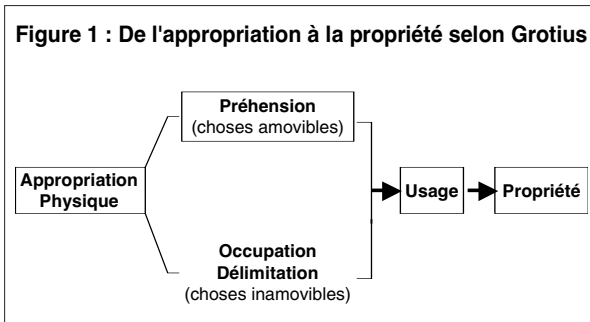 Figure 1 : De l'appropriation à la propriété selon Grotius
Préhension
(choses amovibles)
Appropriation
Physique
Usage
Propriété
Occupation
Délimitation
(choses inamovibles)